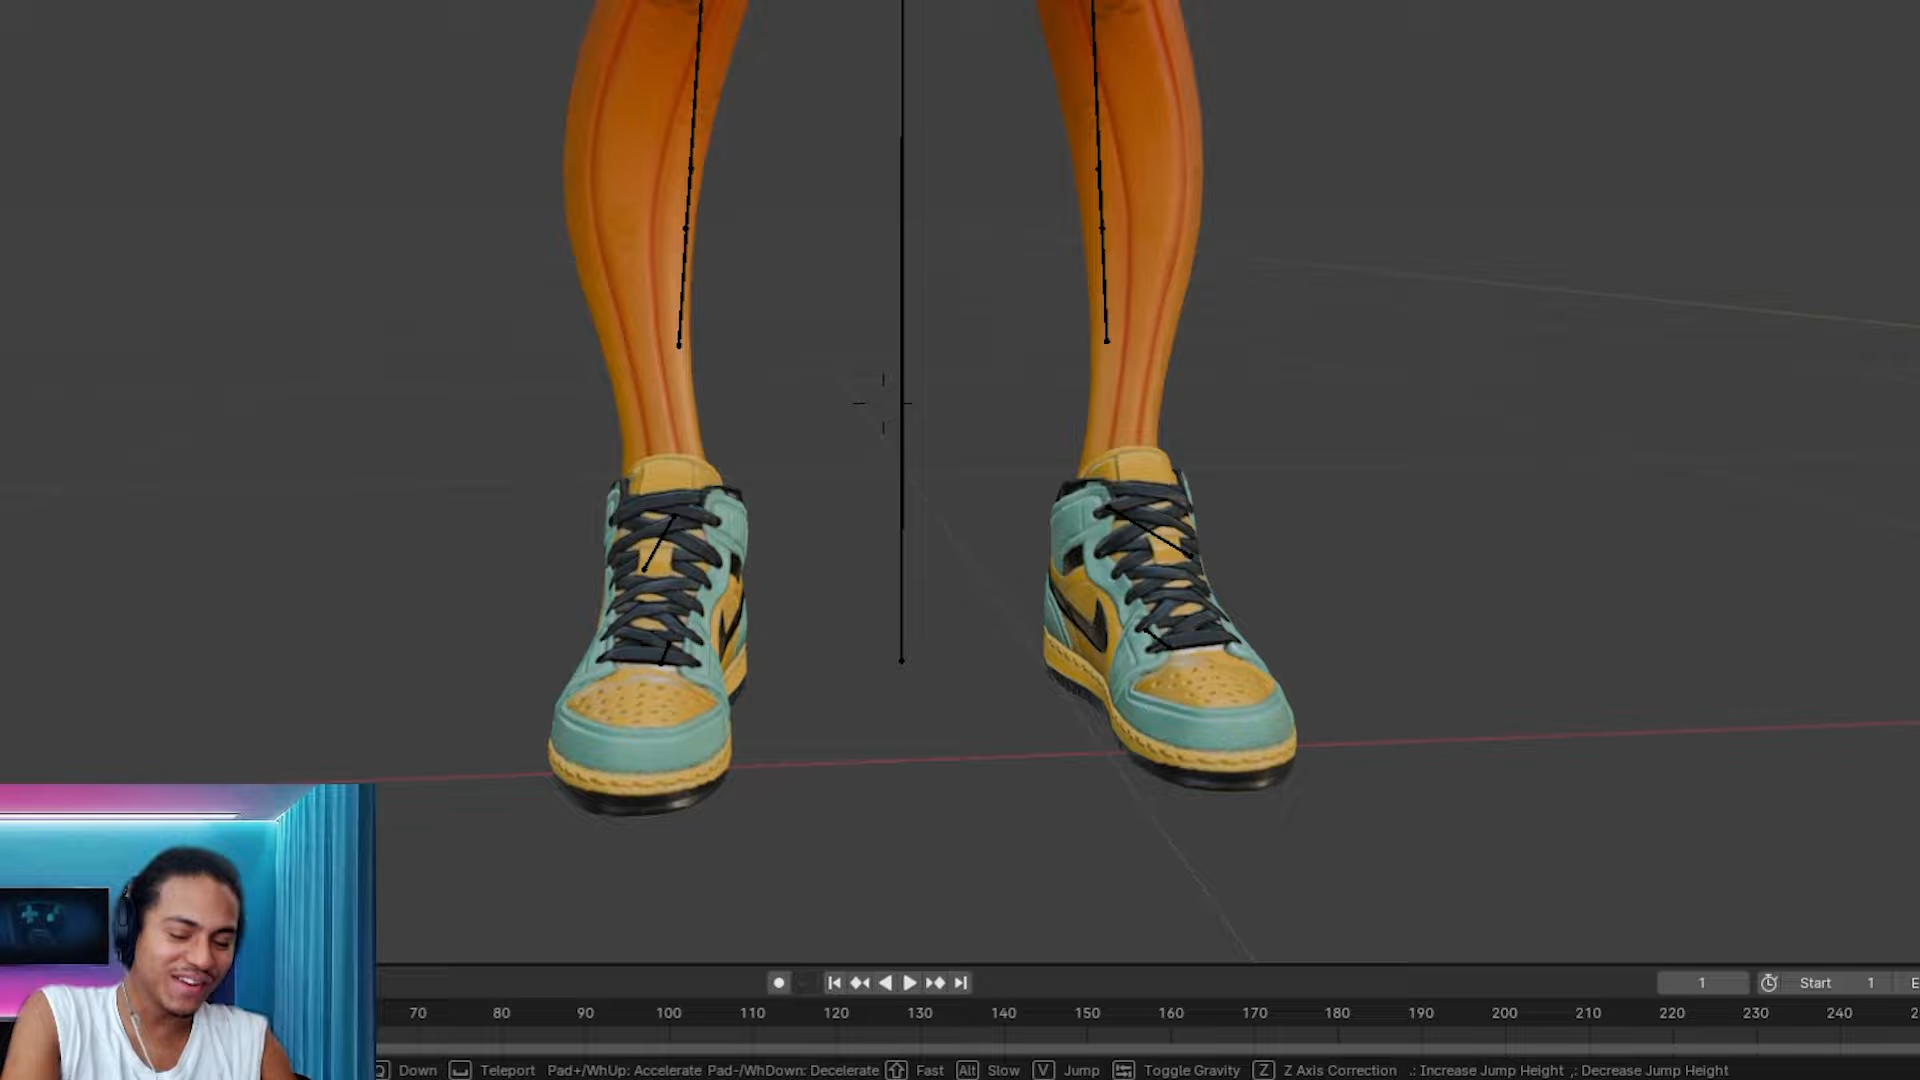 1
Start 1 E
70 80 90 100 110 120 130 140 150 160 170 180 190 200 210 220 230 240 2
Q Down Teleport Pad+/WhUp: Accelerate Pad-/WhDown: Decelerate Fast Alt Slow V Jump Toggle Gravity Z Z Axis Correction .: Increase Jump Height ,: Decrease Jump Height